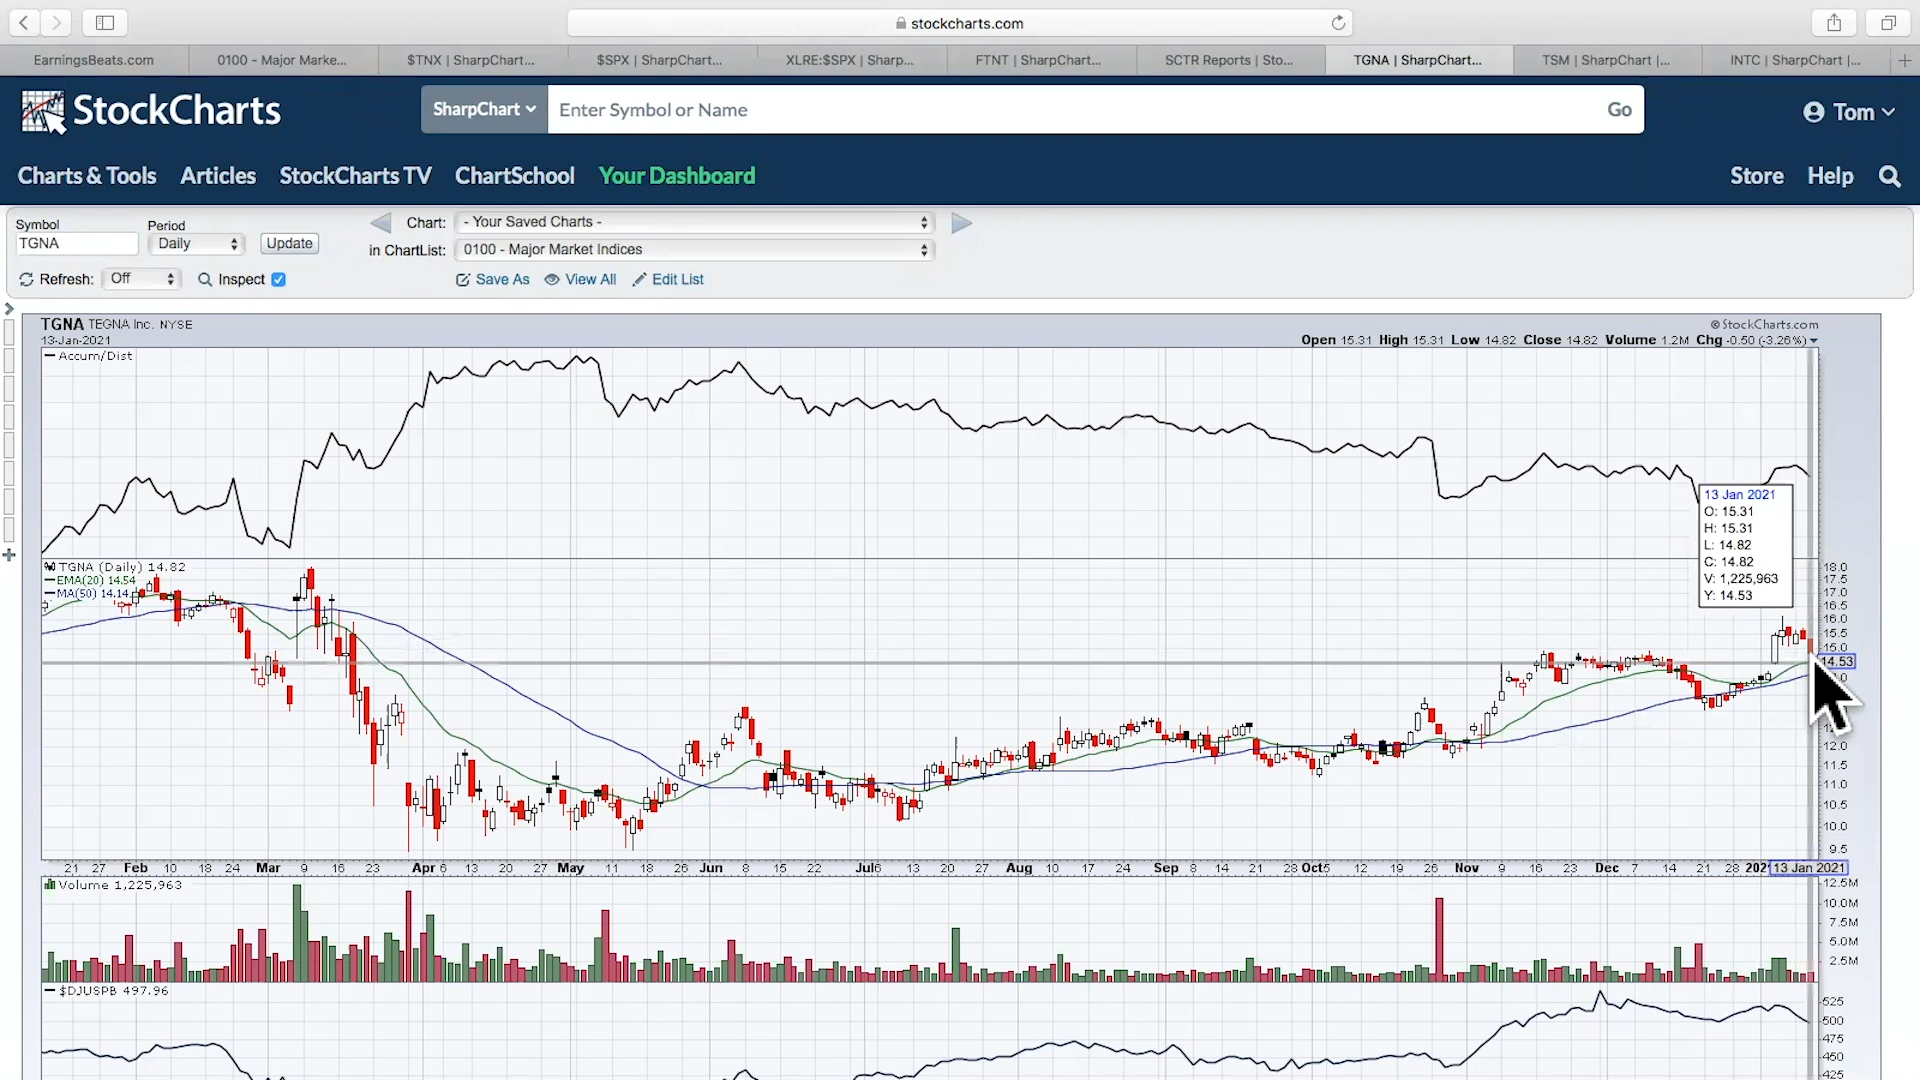 stockcharts.com
EarningsBeats.com
0100 - Major Marke...
$TNX | SharpChart...
$SPX | SharpChart...
XLRE:$SPX | Sharp...
FTNT | SharpChart...
SCTR Reports | Sto...
TGNA | SharpChart...
TSM | SharpChart |...
INTC | SharpChart |...
StockCharts
SharpChart
Enter Symbol or Name
Go
Tom
Charts & Tools
Articles
StockCharts TV
ChartSchool
Your Dashboard
Store
Help
Symbol
Period
Chart:
- Your Saved Charts -
TGNA
Daily
Update
in ChartList:
0100 - Major Market Indices
Refresh:
Off
Inspect
Save As
View All
Edit List
TGNA TEGNA Inc. NYSE
© StockCharts.com
13-Jan-2021
Open 15.31 High 15.31 Low 14.82 Close 14.82 Volume 1.2M Chg -0.50 (-3.26%)
Accum/Dist
13 Jan 2021
O: 15.31
H: 15.31
L: 14.82
C: 14.82
V: 1,225,963
Y: 14.53
TGNA (Daily) 14.82
EMA(20) 14.54
MA(50) 14.14
18.0
17.5
17.0
16.5
16.0
15.5
15.0
14.53
12.0
11.5
11.0
10.5
10.0
9.5
21 27 Feb 10 18 24 Mar 9 16 23 Apr 6 13 20 27 May 11 18 26 Jun 8 15 22 Jul 6 13 20 27 Aug 10 17 24 Sep 8 14 21 28 Oct 5 12 19 26 Nov 9 16 23 Dec 7 14 21 28 202 13 Jan 2021
Volume 1,225,963
12.5M
10.0M
7.5M
5.0M
2.5M
$DJUSPB 497.96
525
500
475
450
425